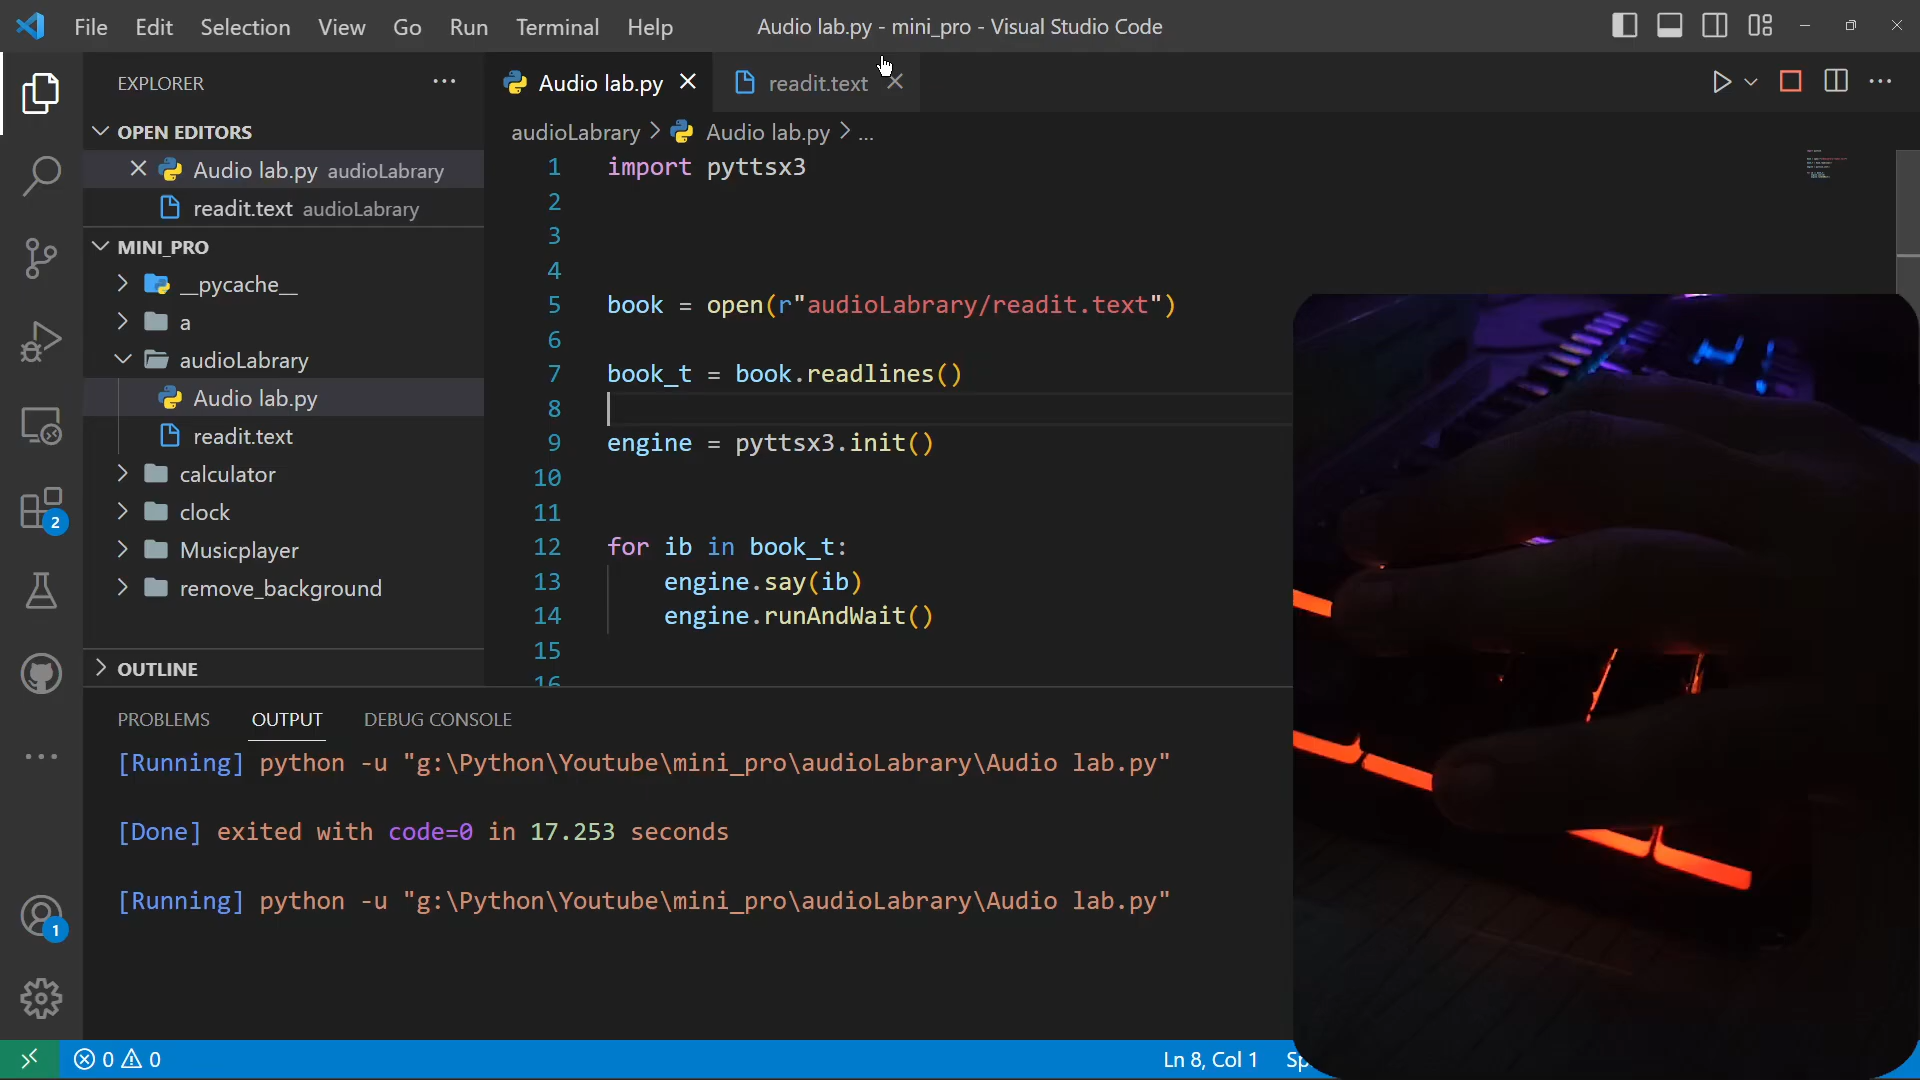 File Edit Selection View Go Run Terminal Help Audio lab.py - mini_pro - Visual Studio Code
EXPLORER
Audio lab.py
readit.text
OPEN EDITORS
audioLabrary > Audio lab.py > ...
Audio lab.py audioLabrary
readit.text audioLabrary
MINI_PRO
__pycache__
a
audioLabrary
Audio lab.py
readit.text
calculator
clock
Musicplayer
remove_background
OUTLINE
1 import pyttsx3
2
3
4
5 book = open(r"audioLabrary/readit.text")
6
7 book_t = book.readlines()
8
9 engine = pyttsx3.init()
10
11
12 for ib in book_t:
13 engine.say(ib)
14 engine.runAndWait()
15
16
2
1
PROBLEMS OUTPUT DEBUG CONSOLE
[Running] python -u "g:\Python\Youtube\mini_pro\audioLabrary\Audio lab.py"
[Done] exited with code=0 in 17.253 seconds
[Running] python -u "g:\Python\Youtube\mini_pro\audioLabrary\Audio lab.py"
0 0 Ln 8, Col 1